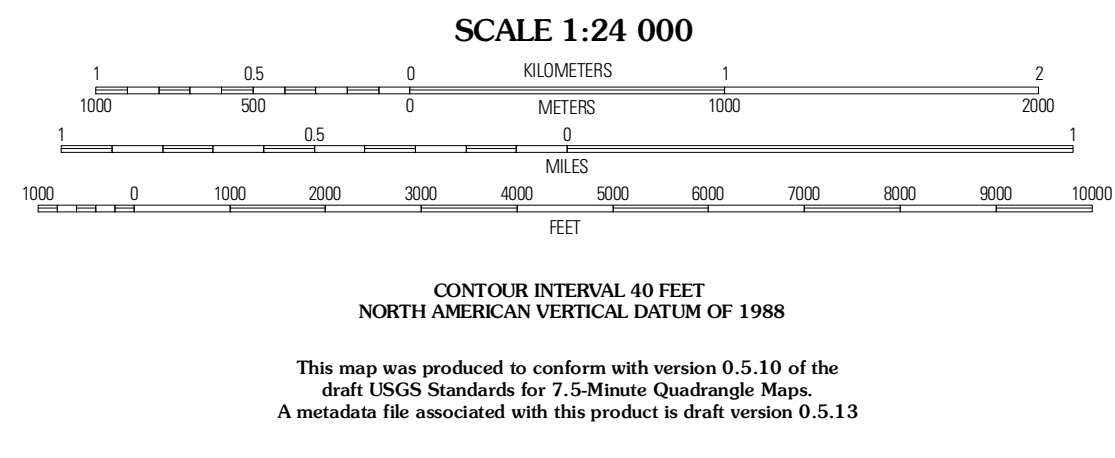 SCALE 1:24 000
1 0.5 0 KILOMETERS 1 2
1000 500 0 METERS 1000 2000
1 0.5 0 1
MILES
1000 0 1000 2000 3000 4000 5000 6000 7000 8000 9000 10000
FEET
CONTOUR INTERVAL 40 FEET
NORTH AMERICAN VERTICAL DATUM OF 1988
This map was produced to conform with version 0.5.10 of the
draft USGS Standards for 7.5-Minute Quadrangle Maps.
A metadata file associated with this product is draft version 0.5.13